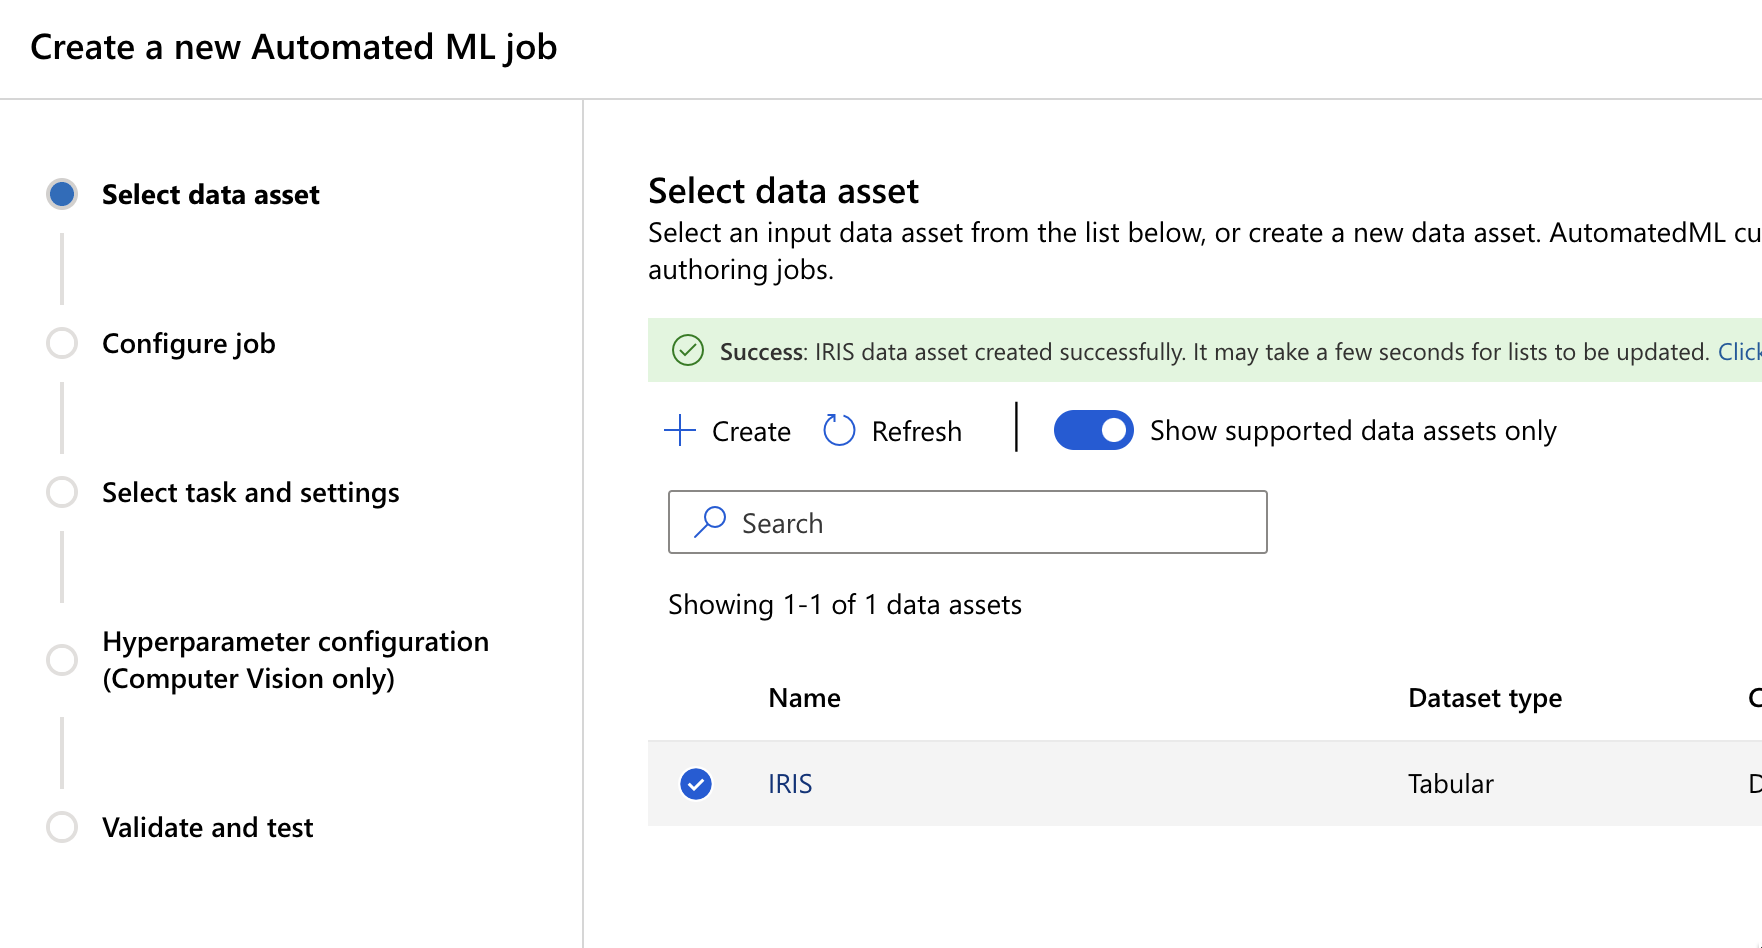 Create a new Automated ML job
Select data asset
Configure job
Select task and settings
Hyperparameter configuration
(Computer Vision only)
Validate and test
Select data asset
Select an input data asset from the list below, or create a new data asset. AutomatedML cu
authoring jobs.
Success: IRIS data asset created successfully. It may take a few seconds for lists to be updated. Click
Create Refresh Show supported data assets only
Search
Showing 1-1 of 1 data assets
Name Dataset type
IRIS Tabular